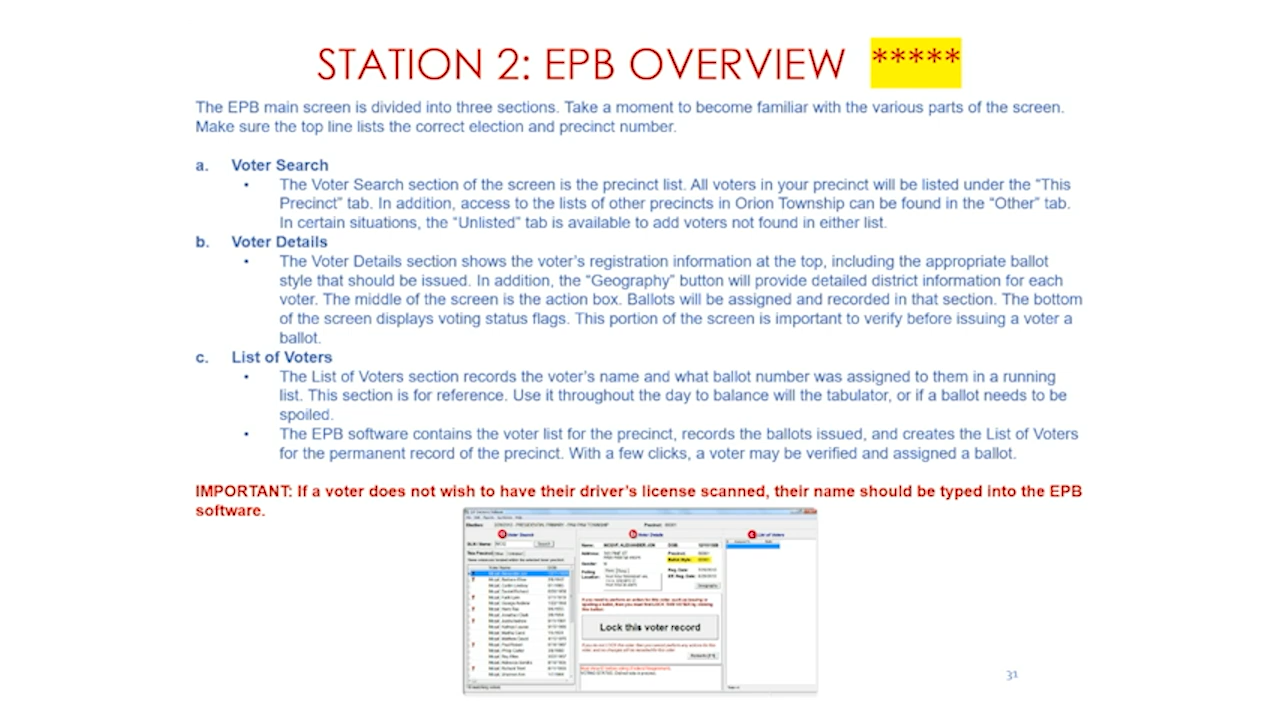 STATION 2: EPB OVERVIEW *****
The EPB main screen is divided into three sections. Take a moment to become familiar with the various parts of the screen.
Make sure the top line lists the correct election and precinct number.
a. Voter Search
• The Voter Search section of the screen is the precinct list. All voters in your precinct will be listed under the “This
Precinct” tab. In addition, access to the lists of other precincts in Orion Township can be found in the “Other” tab.
In certain situations, the “Unlisted” tab is available to add voters not found in either list.
b. Voter Details
• The Voter Details section shows the voter’s registration information at the top, including the appropriate ballot
style that should be issued. In addition, the “Geography” button will provide detailed district information for each
voter. The middle of the screen is the action box. Ballots will be assigned and recorded in that section. The bottom
of the screen displays voting status flags. This portion of the screen is important to verify before issuing a voter a
ballot.
c. List of Voters
• The List of Voters section records the voter’s name and what ballot number was assigned to them in a running
list. This section is for reference. Use it throughout the day to balance will the tabulator, or if a ballot needs to be
spoiled.
• The EPB software contains the voter list for the precinct, records the ballots issued, and creates the List of Voters
for the permanent record of the precinct. With a few clicks, a voter may be verified and assigned a ballot.
IMPORTANT: If a voter does not wish to have their driver’s license scanned, their name should be typed into the EPB
software.
Voter Search
Voter Details
List of Voters
Lock this voter record
31